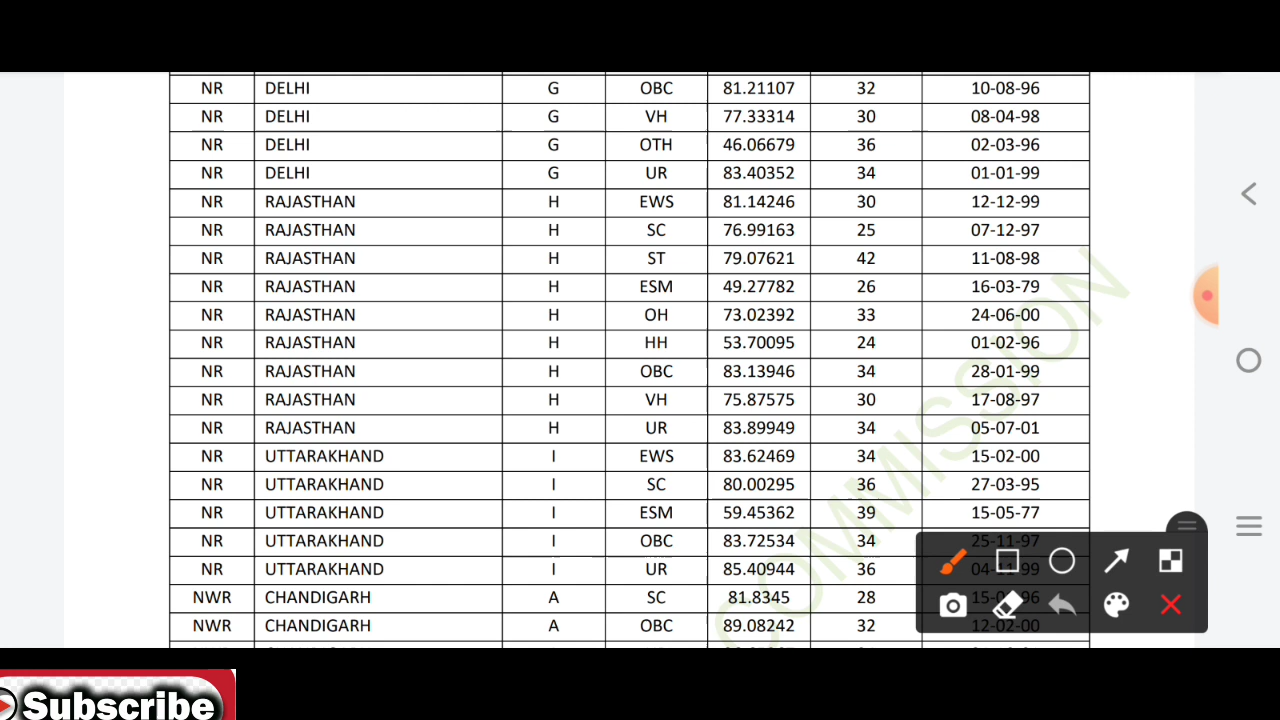 NR DELHI G OBC 81.21107 32 10-08-96
NR DELHI G VH 77.33314 30 08-04-98
NR DELHI G OTH 46.06679 36 02-03-96
NR DELHI G UR 83.40352 34 01-01-99
NR RAJASTHAN H EWS 81.14246 30 12-12-99
NR RAJASTHAN H SC 76.99163 25 07-12-97
NR RAJASTHAN H ST 79.07621 42 11-08-98
NR RAJASTHAN H ESM 49.27782 26 16-03-79
NR RAJASTHAN H OH 73.02392 33 24-06-00
NR RAJASTHAN H HH 53.70095 24 01-02-96
NR RAJASTHAN H OBC 83.13946 34 28-01-99
NR RAJASTHAN H VH 75.87575 30 17-08-97
NR RAJASTHAN H UR 83.89949 34 05-07-01
NR UTTARAKHAND I EWS 83.62469 34 15-02-00
NR UTTARAKHAND I SC 80.00295 36 27-03-95
NR UTTARAKHAND I ESM 59.45362 39 15-05-77
NR UTTARAKHAND I OBC 83.72534 34 25-11-97
NR UTTARAKHAND I UR 85.40944 36 04-11-99
NWR CHANDIGARH A SC 81.8345 28
NWR CHANDIGARH A OBC 89.08242 32 12-02-00
COMMISSION
Subscribe